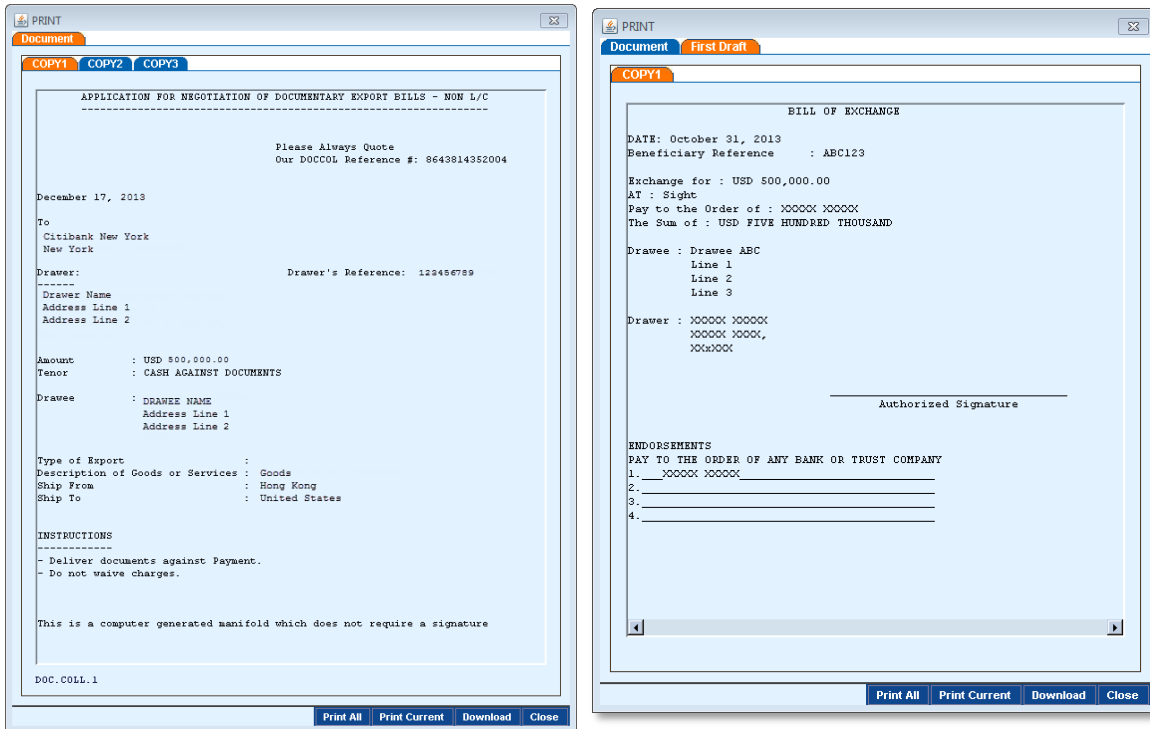 PRINT
Document
COPY1 COPY2 COPY3
APPLICATION FOR NEGOTIATION OF DOCUMENTARY EXPORT BILLS - NON L/C
Please Always Quote
Our DOCCOL Reference #: 8643814352004
December 17, 2013
To
Citibank New York
New York
Drawer: Drawer's Reference: 123456789
------
Drawer Name
Address Line 1
Address Line 2
Amount : USD 500,000.00
Tenor : CASH AGAINST DOCUMENTS
Drawee : DRAWEE NAME
Address Line 1
Address Line 2
Type of Export :
Description of Goods or Services : Goods
Ship From : Hong Kong
Ship To : United States
INSTRUCTIONS
------------
- Deliver documents against Payment.
- Do not waive charges.
This is a computer generated manifold which does not require a signature
DOC.COLL.1
Print All Print Current Download Close
PRINT
Document First Draft
COPY1
BILL OF EXCHANGE
DATE: October 31, 2013
Beneficiary Reference : ABC123
Exchange for : USD 500,000.00
AT : Sight
Pay to the Order of : XXXXX XXXXX
The Sum of : USD FIVE HUNDRED THOUSAND
Drawee : Drawee ABC
Line 1
Line 2
Line 3
Drawer : XXXXX XXXXX
XXXXX XXXX,
XXxXXX
Authorized Signature
ENDORSEMENTS
PAY TO THE ORDER OF ANY BANK OR TRUST COMPANY
1. XXXXX XXXXX
2.
3.
4.
Print All Print Current Download Close